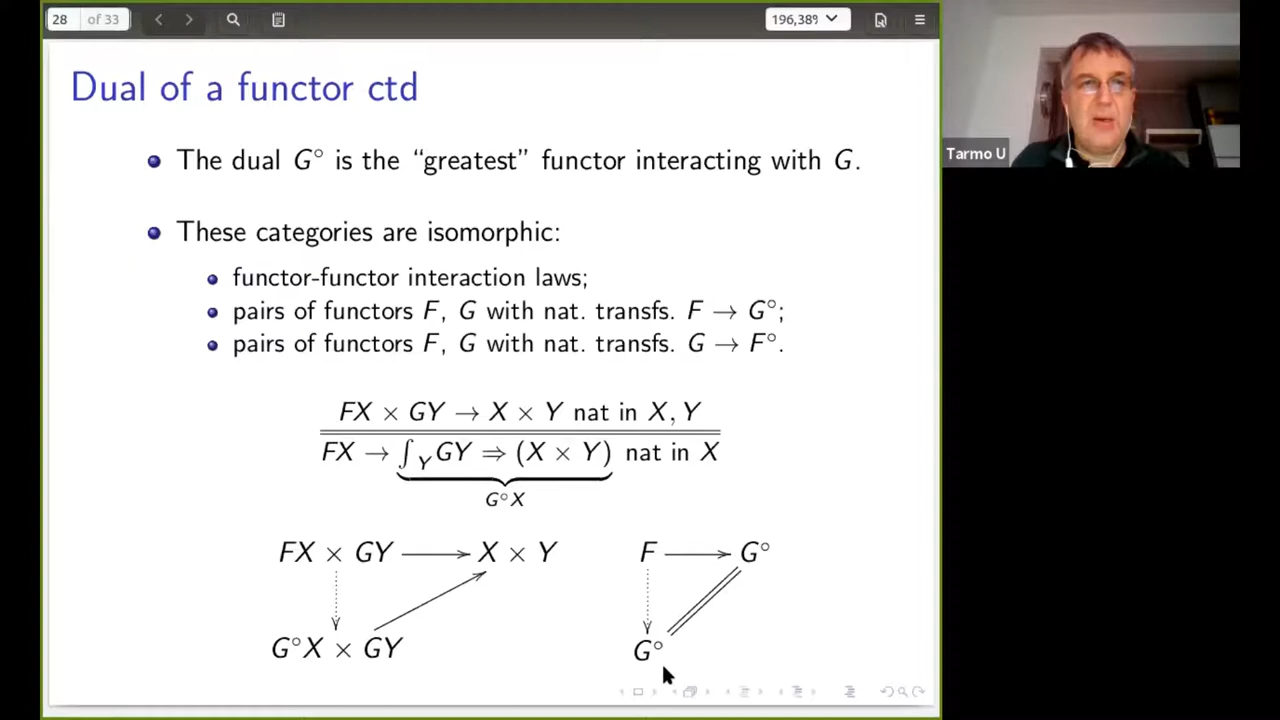 28 of 33
196,38%
Dual of a functor ctd
The dual G° is the “greatest” functor interacting with G.
These categories are isomorphic:
functor-functor interaction laws;
pairs of functors F, G with nat. transfs. F → G°;
pairs of functors F, G with nat. transfs. G → F°.
FX × GY → X × Y nat in X, Y
FX → ∫_Y GY ⇒ (X × Y) nat in X
G°X
FX × GY → X × Y
F → G°
G°X × GY
G°
Tarmo U